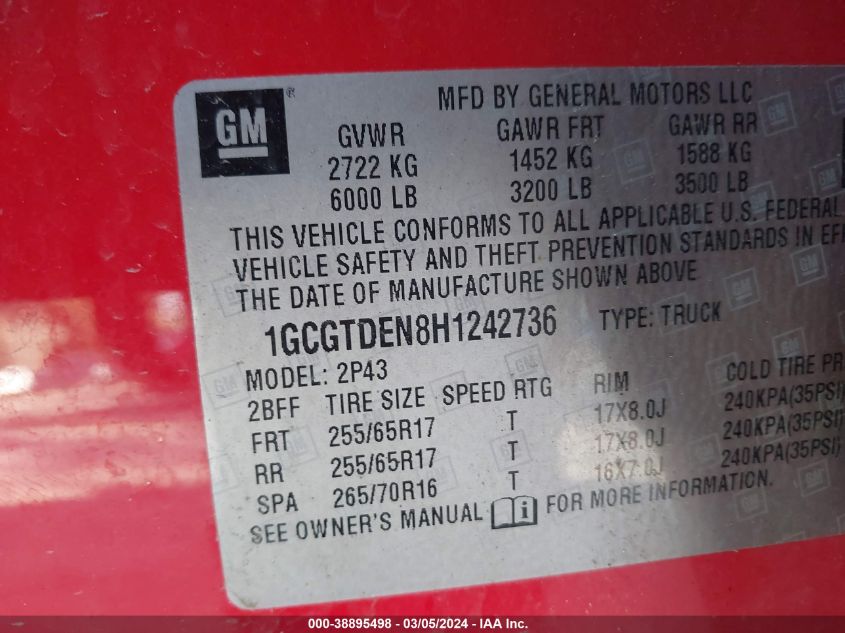 MFD BY GENERAL MOTORS LLC
GM ®
GVWR GAWR FRT GAWR RR
2722 KG 1452 KG 1588 KG
6000 LB 3200 LB 3500 LB
THIS VEHICLE CONFORMS TO ALL APPLICABLE U.S. FEDERAL
VEHICLE SAFETY AND THEFT PREVENTION STANDARDS IN EFF
THE DATE OF MANUFACTURE SHOWN ABOVE
1GCGTDEN8H1242736 TYPE: TRUCK
MODEL: 2P43
2BFF TIRE SIZE SPEED RTG RIM COLD TIRE PR
FRT 255/65R17 T 17X8.0J 240KPA(35PSI)
RR 255/65R17 T 17X8.0J 240KPA(35PSI)
SPA 265/70R16 T 16X7.0J 240KPA(35PSI)
SEE OWNER'S MANUAL i FOR MORE INFORMATION.
000-38895498 - 03/05/2024 - IAA Inc.